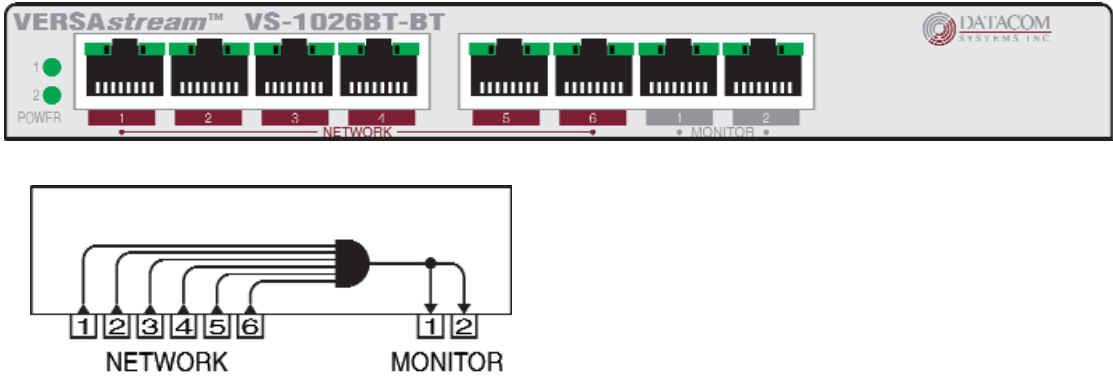 VERSAstream™ VS-1026BT-BT
DATACOM
SYSTEMS INC
1
2
POWER
1 2 3 4 5 6 1 2
NETWORK MONITOR
1 2 3 4 5 6 1 2
NETWORK MONITOR